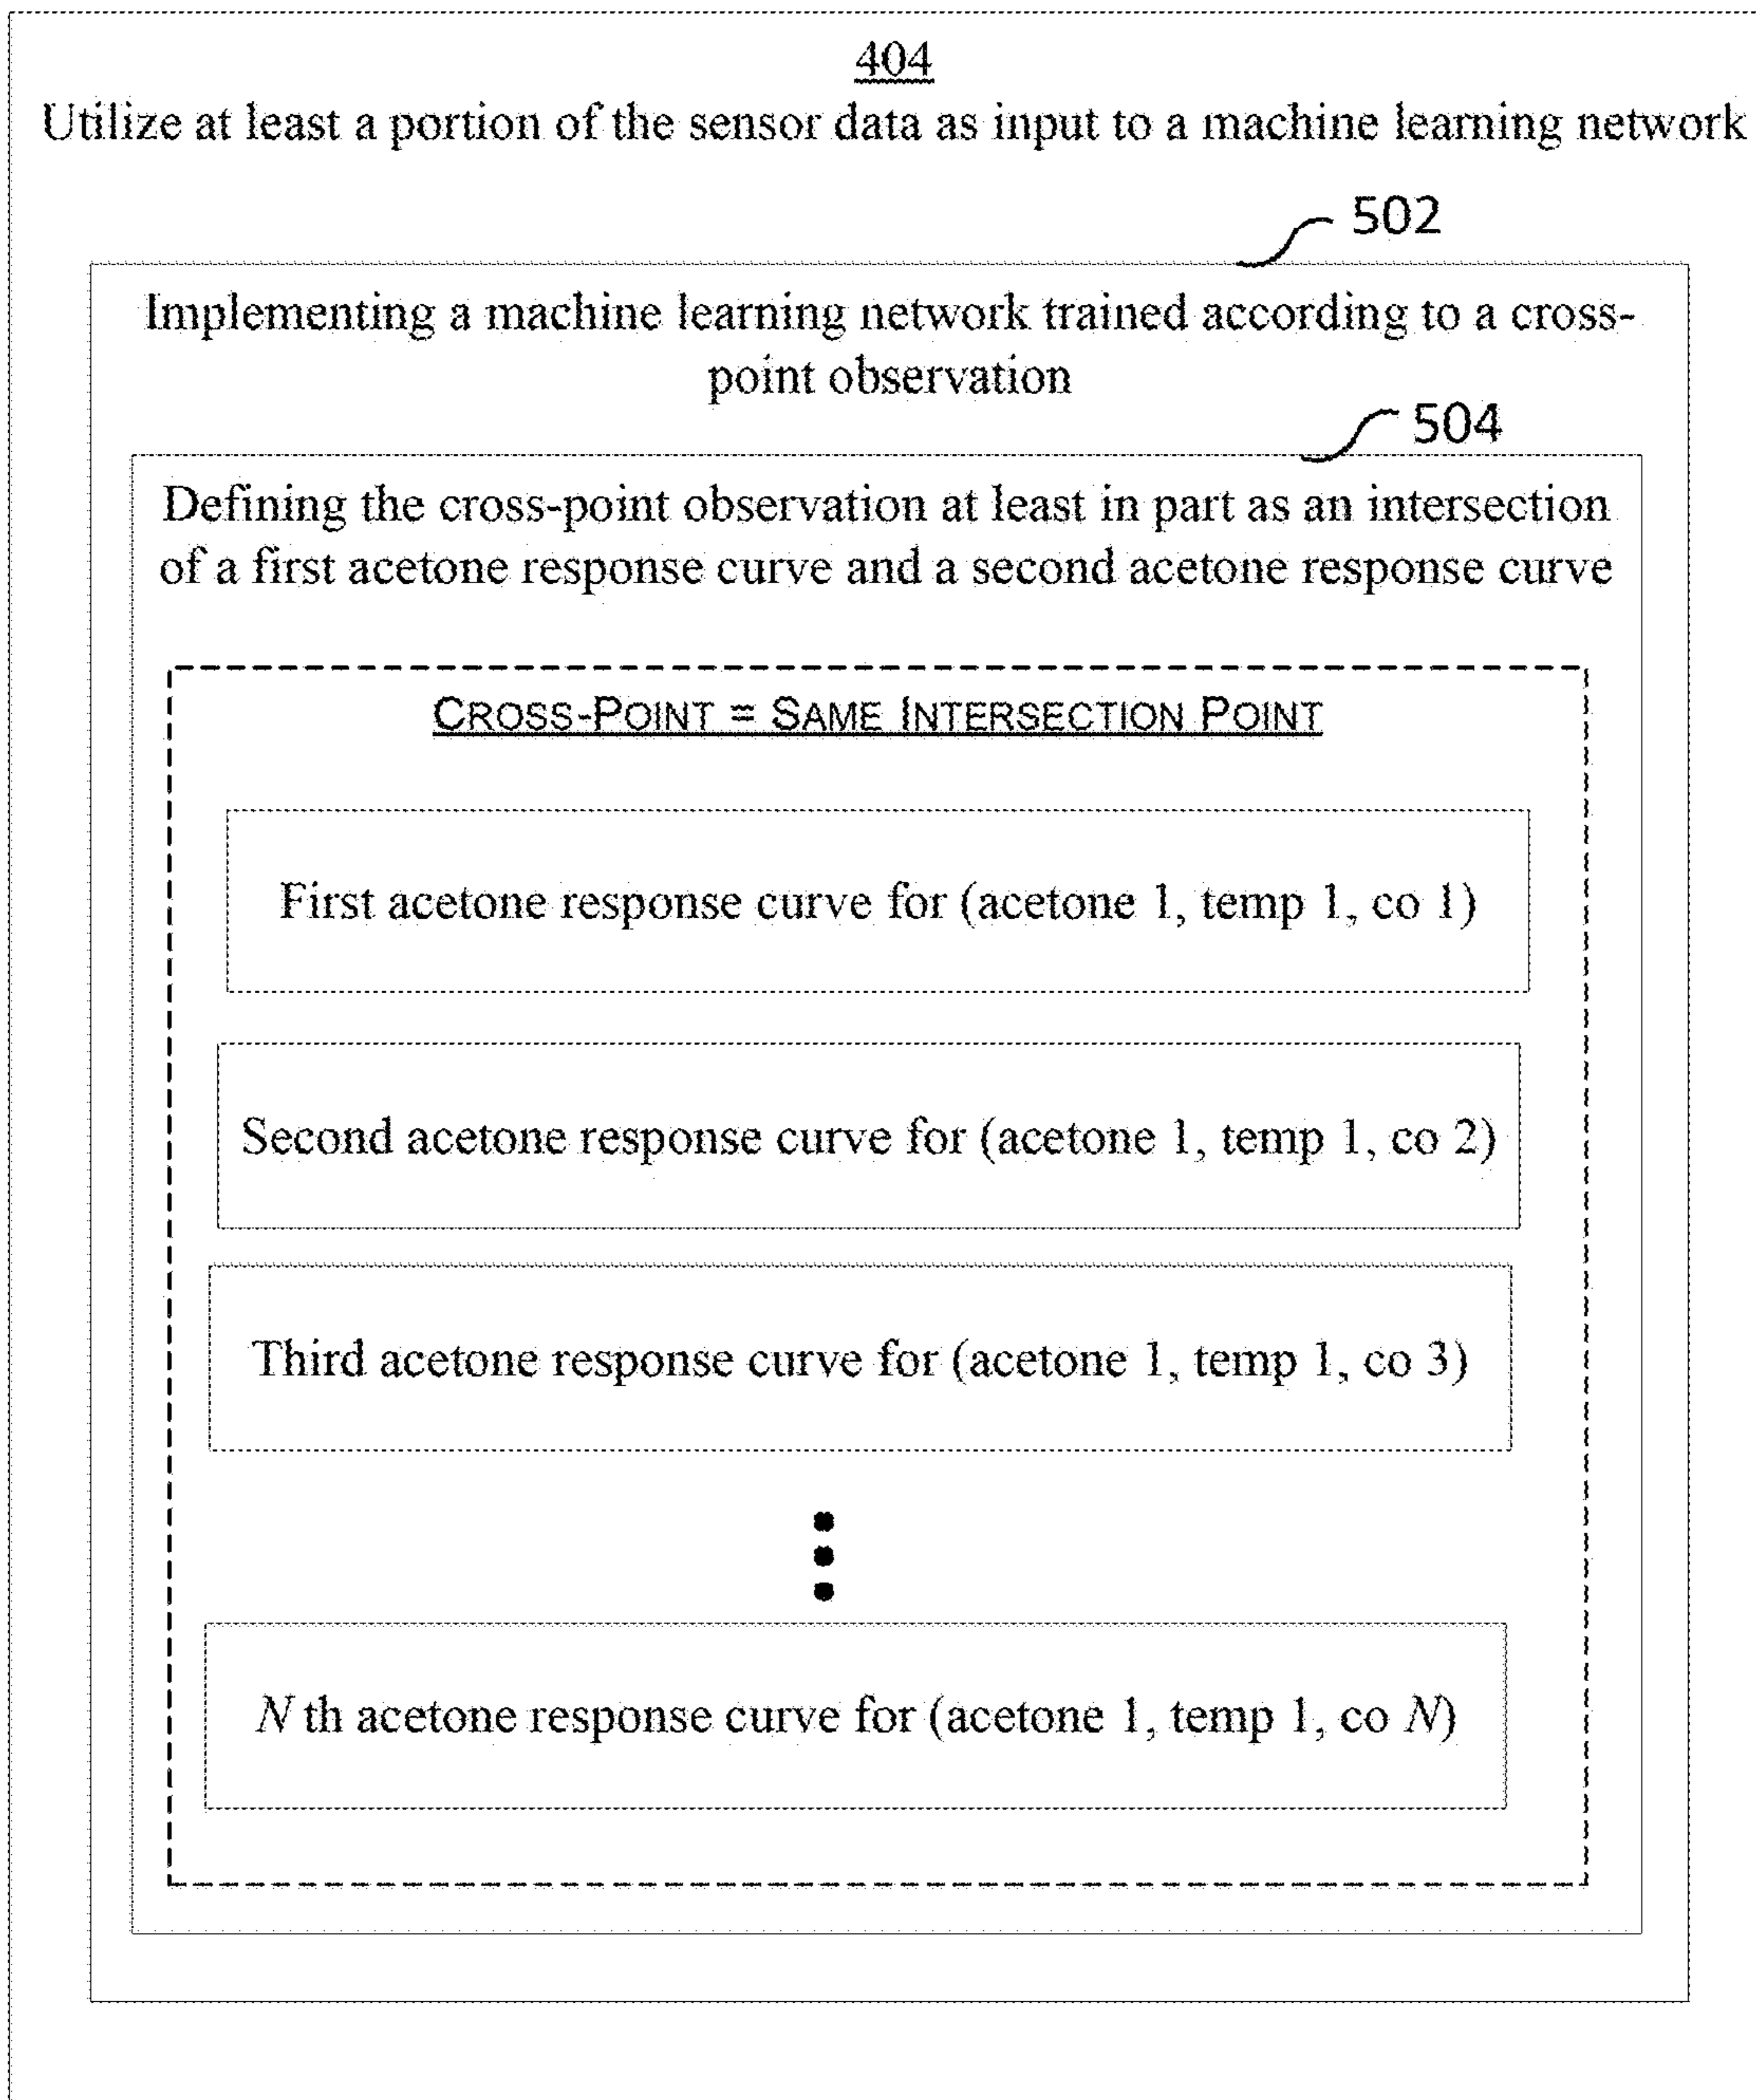 404
Utilize at least a portion of the sensor data as input to a machine learning network
502
Implementing a machine learning network trained according to a cross-
point observation
504
Defining the cross-point observation at least in part as an intersection
of a first acetone response curve and a second acetone response curve
CROSS-POINT = SAME INTERSECTION POINT
First acetone response curve for (acetone 1, temp 1, co 1)
Second acetone response curve for (acetone 1, temp 1, co 2)
Third acetone response curve for (acetone 1, temp 1, co 3)
N th acetone response curve for (acetone 1, temp 1, co N)